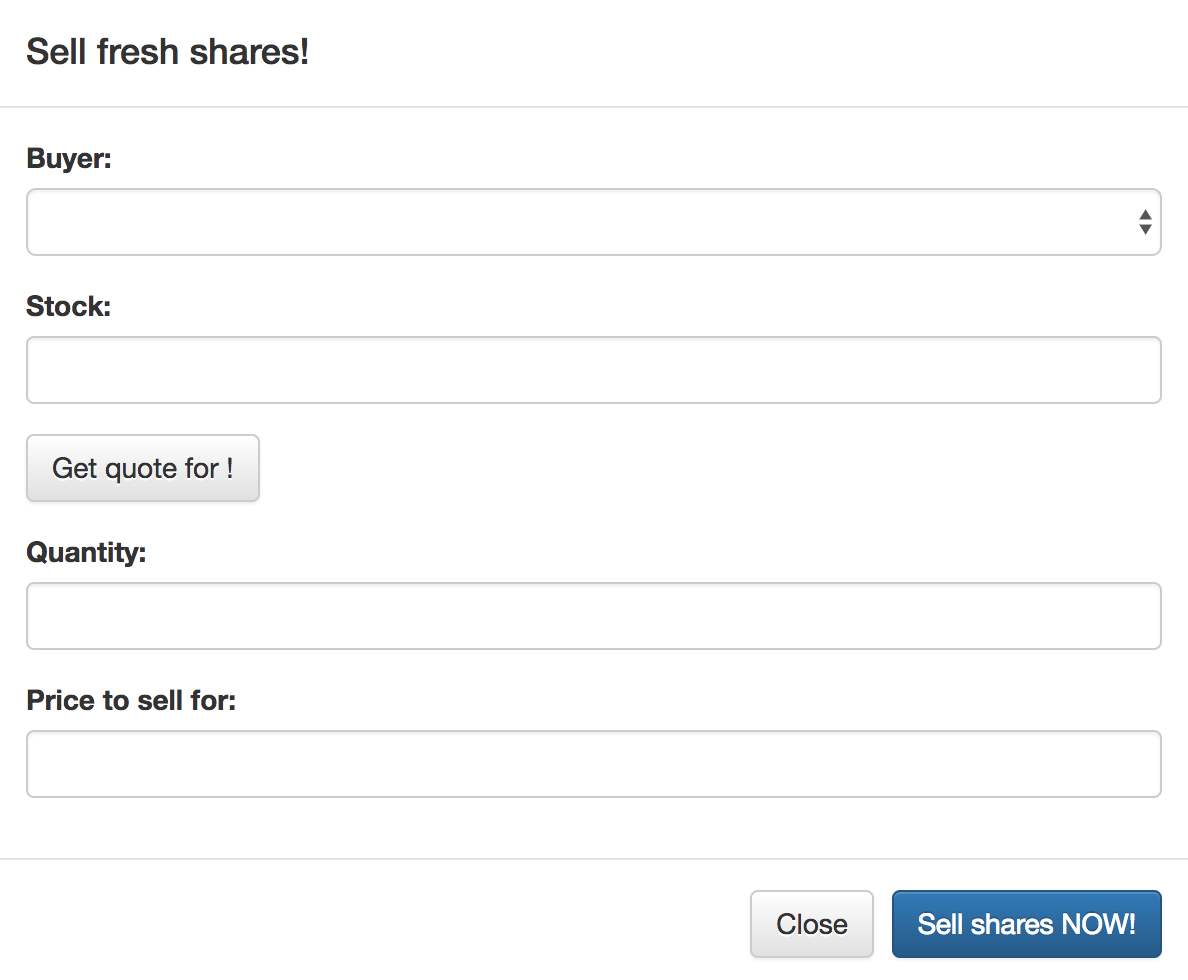 Sell fresh shares!
Buyer:
Stock:
Get quote for !
Quantity:
Price to sell for:
Close
Sell shares NOW!